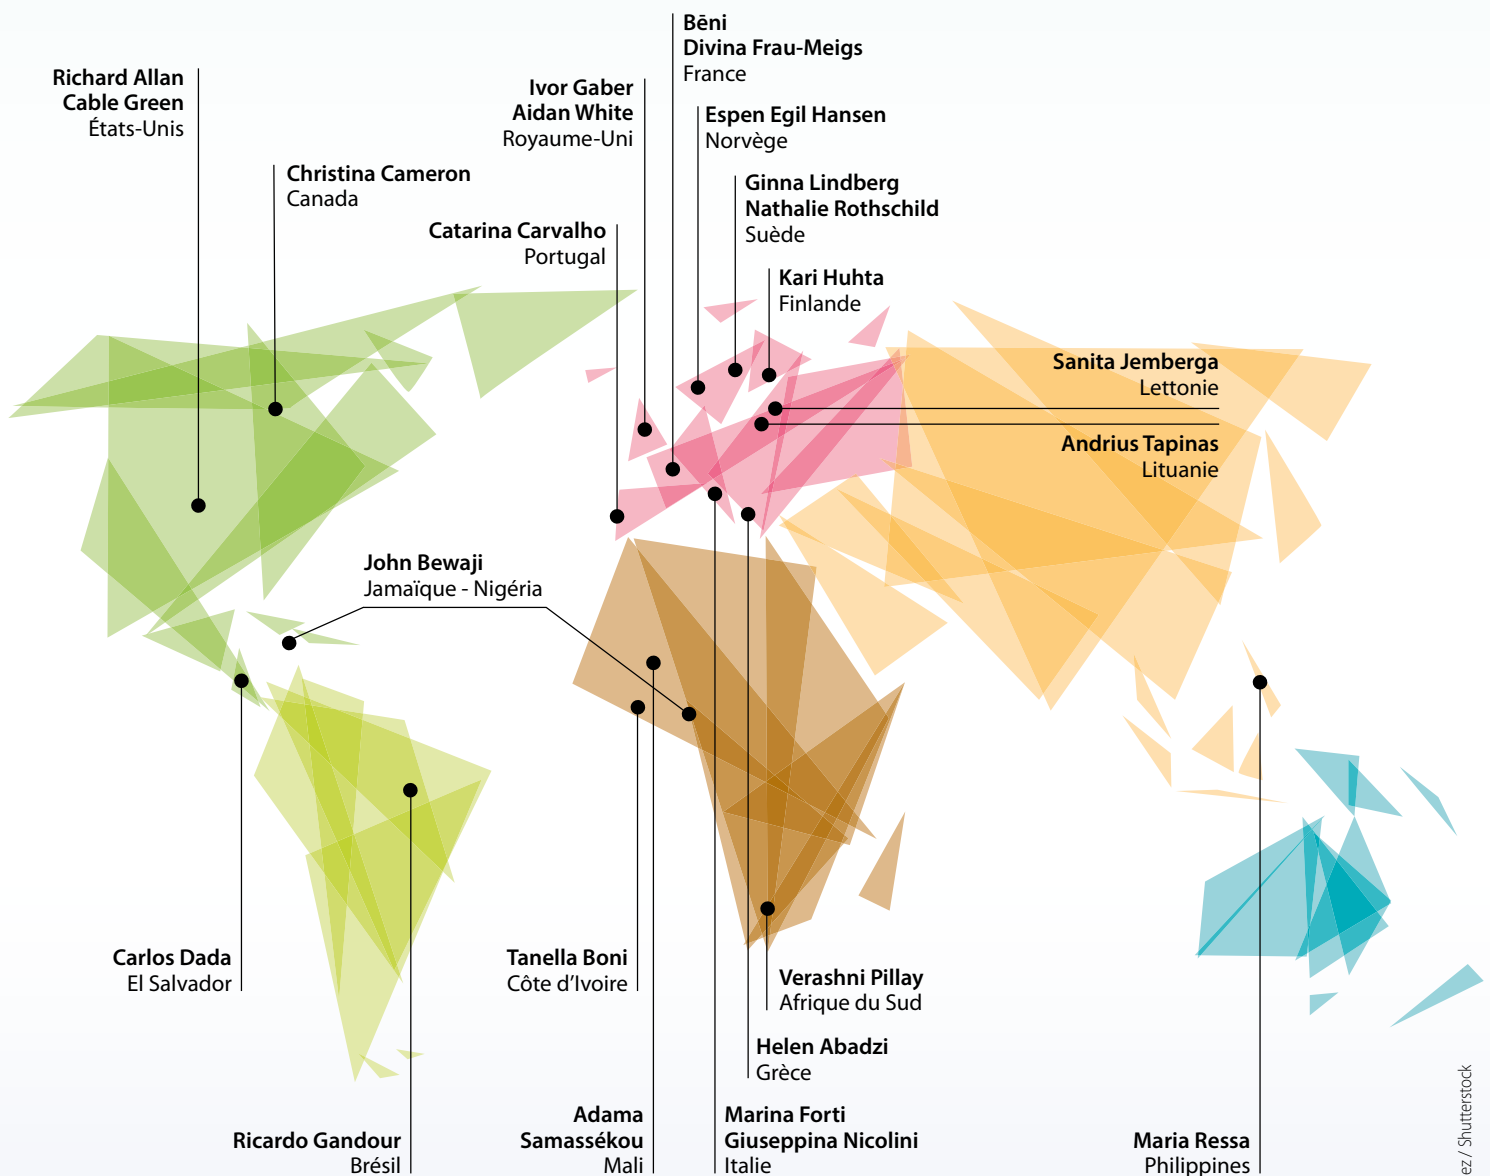 Bēni
Divina Frau-Meigs
France
Richard Allan
Cable Green
États-Unis
Ivor Gaber
Aidan White
Royaume-Uni
Espen Egil Hansen
Norvège
Christina Cameron
Canada
Ginna Lindberg
Nathalie Rothschild
Suède
Catarina Carvalho
Portugal
Kari Huhta
Finlande
Sanita Jemberga
Lettonie
Andrius Tapinas
Lituanie
John Bewaji
Jamaïque - Nigéria
Carlos Dada
El Salvador
Tanella Boni
Côte d'Ivoire
Verashni Pillay
Afrique du Sud
Helen Abadzi
Grèce
Ricardo Gandour
Brésil
Adama
Samassékou
Mali
Marina Forti
Giuseppina Nicolini
Italie
Maria Ressa
Philippines
/ Shutterstock